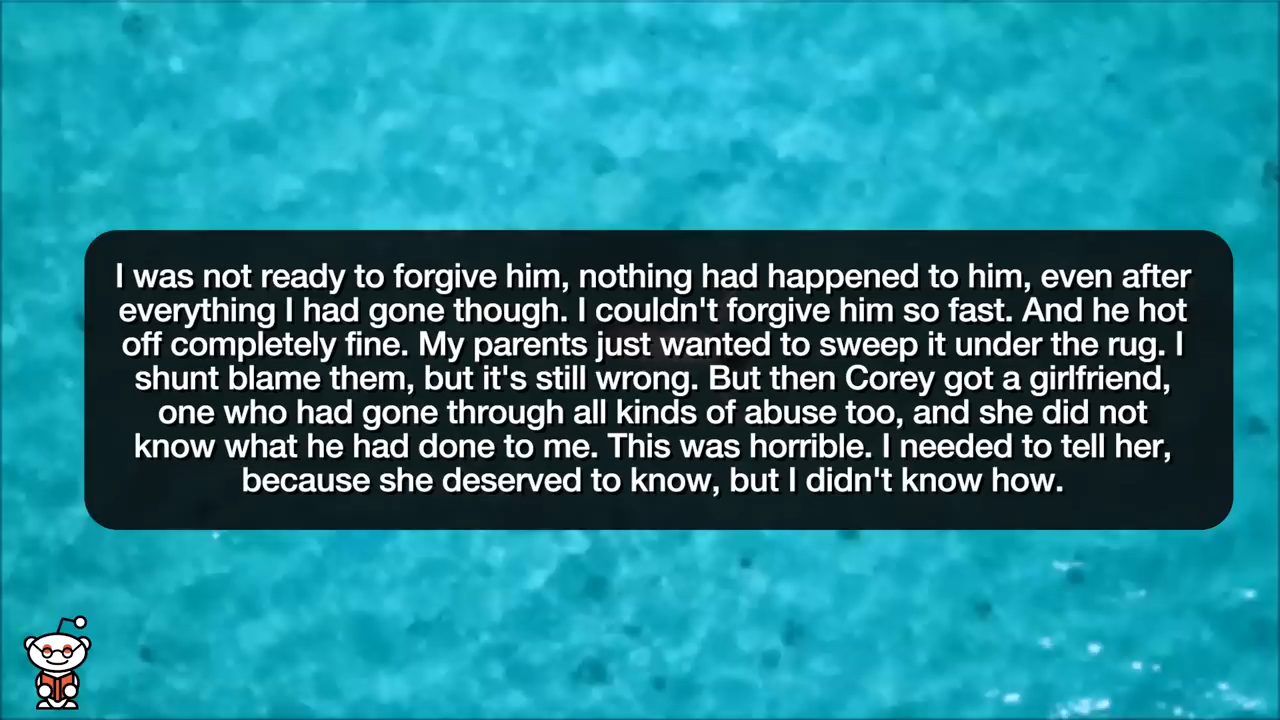 I was not ready to forgive him, nothing had happened to him, even after
everything I had gone though. I couldn't forgive him so fast. And he hot
off completely fine. My parents just wanted to sweep it under the rug. I
shunt blame them, but it's still wrong. But then Corey got a girlfriend,
one who had gone through all kinds of abuse too, and she did not
know what he had done to me. This was horrible. I needed to tell her,
because she deserved to know, but I didn't know how.